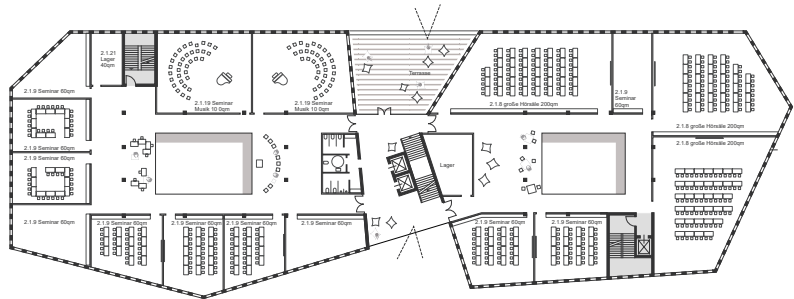 2.1.21
Lager
40qm
Terrasse
2.1.9 Seminar 60qm
2.1.19 Seminar
Musik 10 0qm
2.1.19 Seminar
Musik 10 0qm
2.1.8 große Hörsäle 200qm
2.1.9
Seminar
60qm
2.1.8 große Hörsäle 200qm
2.1.9 Seminar 60qm
2.1.9 Seminar 60qm
2.1.8 große Hörsäle 200qm
Lager
2.1.9 Seminar 60qm
2.1.9 Seminar 60qm
2.1.9 Seminar 60qm
2.1.9 Seminar 60qm
2.1.9 Seminar 60qm
2.1.9 Seminar 60qm
2.1.9 Seminar 60qm